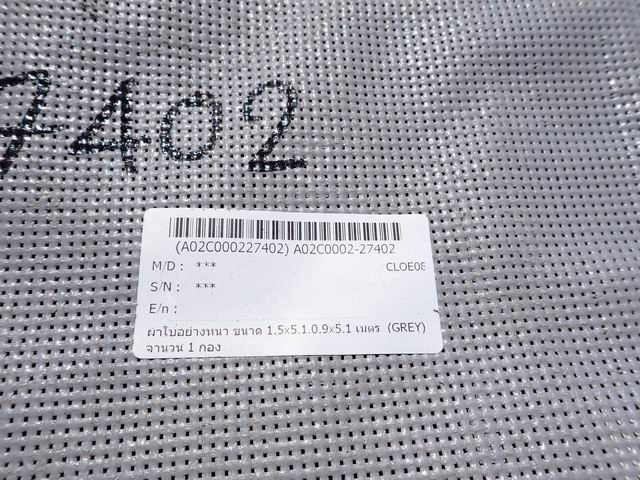 7402
(A02C000227402) A02C0002-27402
M/D : *** CLOE08
S/N : ***
E/n :
ผ้าใบอย่างหนา ขนาด 1.5x5.1,0.9x5.1 เมตร (GREY)
จำนวน 1 กอง